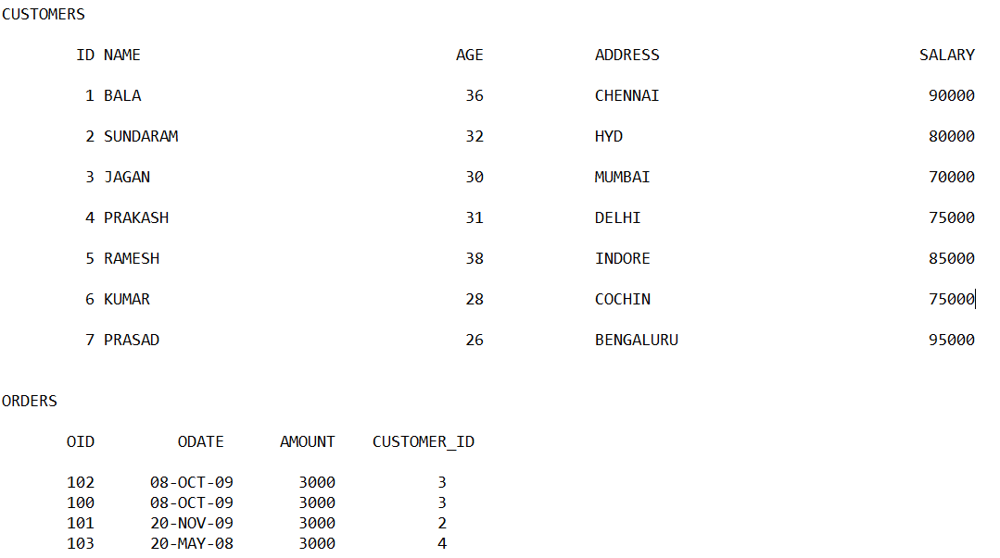 CUSTOMERS
ID NAME AGE ADDRESS SALARY
1 BALA 36 CHENNAI 90000
2 SUNDARAM 32 HYD 80000
3 JAGAN 30 MUMBAI 70000
4 PRAKASH 31 DELHI 75000
5 RAMESH 38 INDORE 85000
6 KUMAR 28 COCHIN 75000
7 PRASAD 26 BENGALURU 95000
ORDERS
OID ODATE AMOUNT CUSTOMER_ID
102 08-OCT-09 3000 3
100 08-OCT-09 3000 3
101 20-NOV-09 3000 2
103 20-MAY-08 3000 4